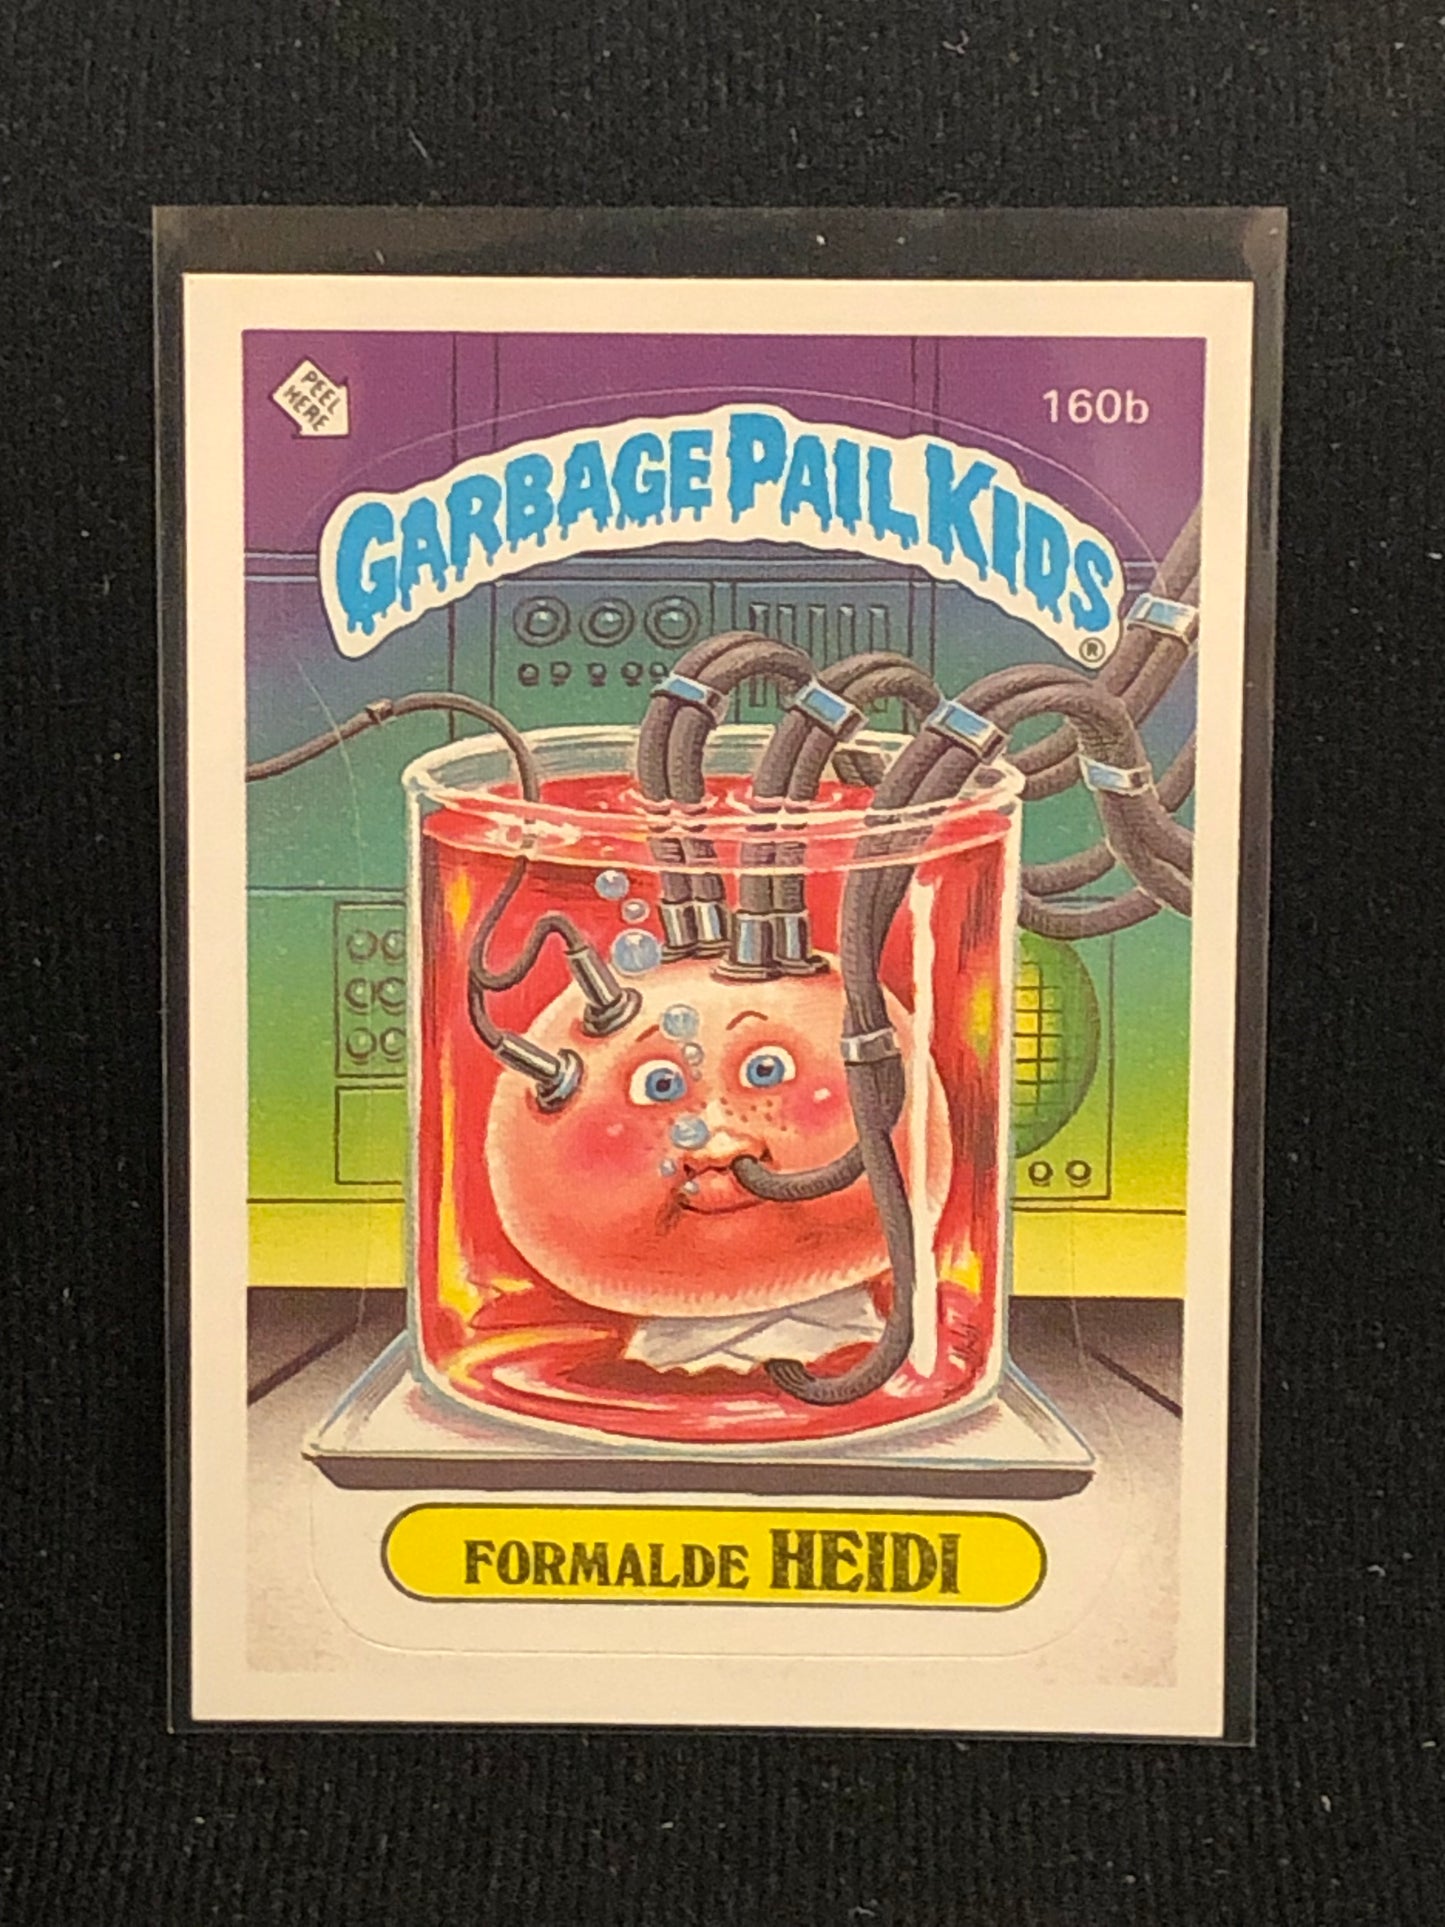 PEEL
HERE
160b
GARBAGE PAIL KIDS
®
FORMALDE HEIDI